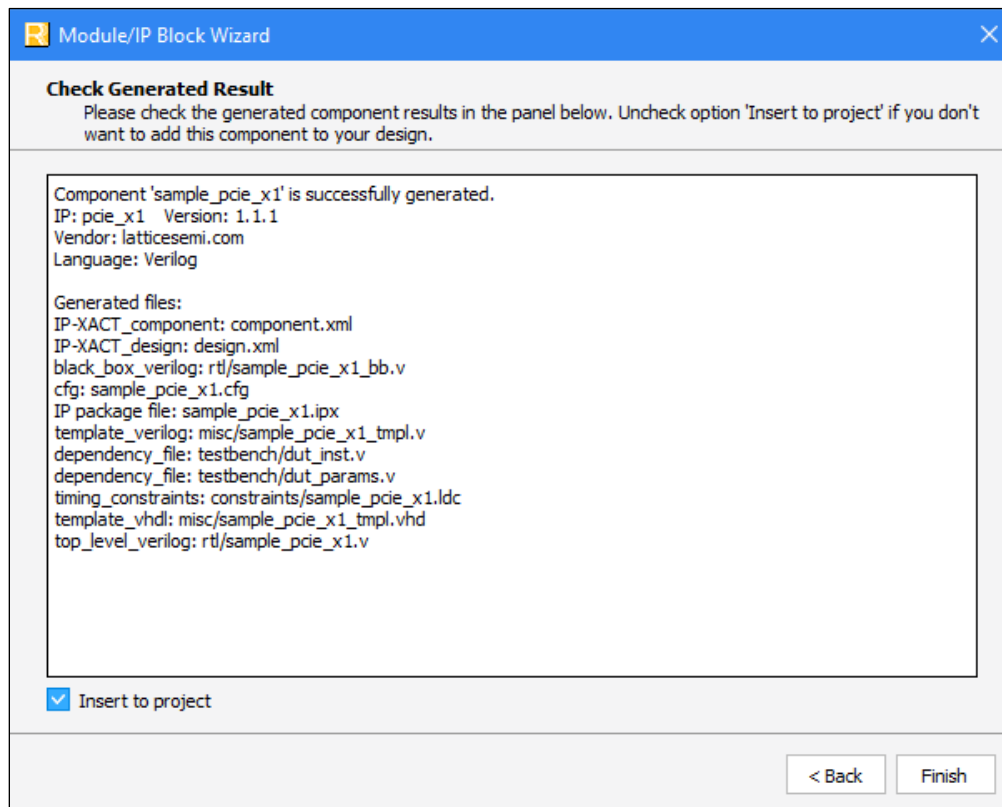 Module/IP Block Wizard
Check Generated Result
Please check the generated component results in the panel below. Uncheck option 'Insert to project' if you don't
want to add this component to your design.
Component 'sample_pcie_x1' is successfully generated.
IP: pcie_x1 Version: 1.1.1
Vendor: latticesemi.com
Language: Verilog
Generated files:
IP-XACT_component: component.xml
IP-XACT_design: design.xml
black_box_verilog: rtl/sample_pcie_x1_bb.v
cfg: sample_pcie_x1.cfg
IP package file: sample_pcie_x1.ipx
template_verilog: misc/sample_pcie_x1_tmpl.v
dependency_file: testbench/dut_inst.v
dependency_file: testbench/dut_params.v
timing_constraints: constraints/sample_pcie_x1.ldc
template_vhdl: misc/sample_pcie_x1_tmpl.vhd
top_level_verilog: rtl/sample_pcie_x1.v
Insert to project
< Back Finish